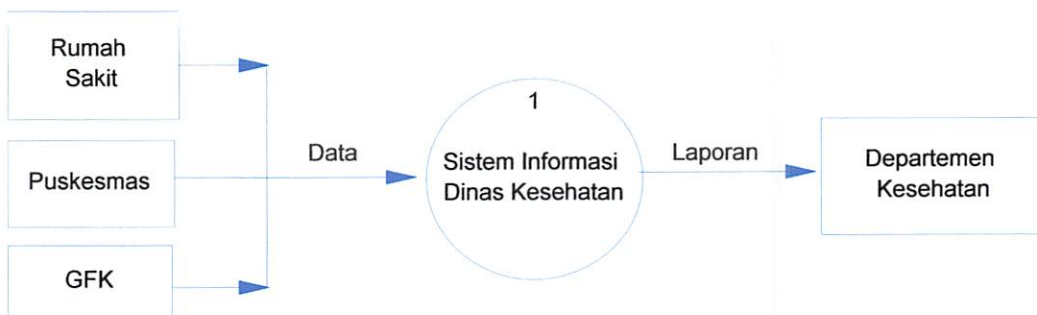 Rumah
Sakit
Puskesmas
GFK
Data
1
Sistem Informasi
Dinas Kesehatan
Laporan
Departemen
Kesehatan